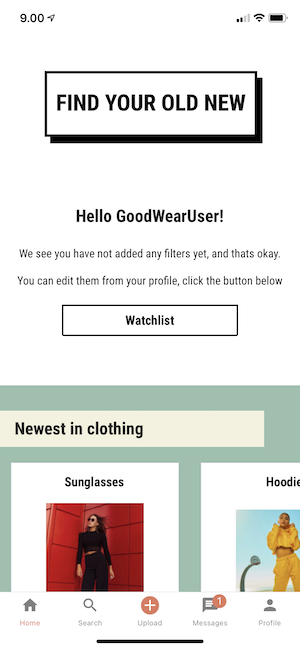 9.00
FIND YOUR OLD NEW
Hello GoodWearUser!
We see you have not added any filters yet, and thats okay.
You can edit them from your profile, click the button below
Watchlist
Newest in clothing
Sunglasses
Hoodie
1
Home
Search
Upload
Messages
Profile